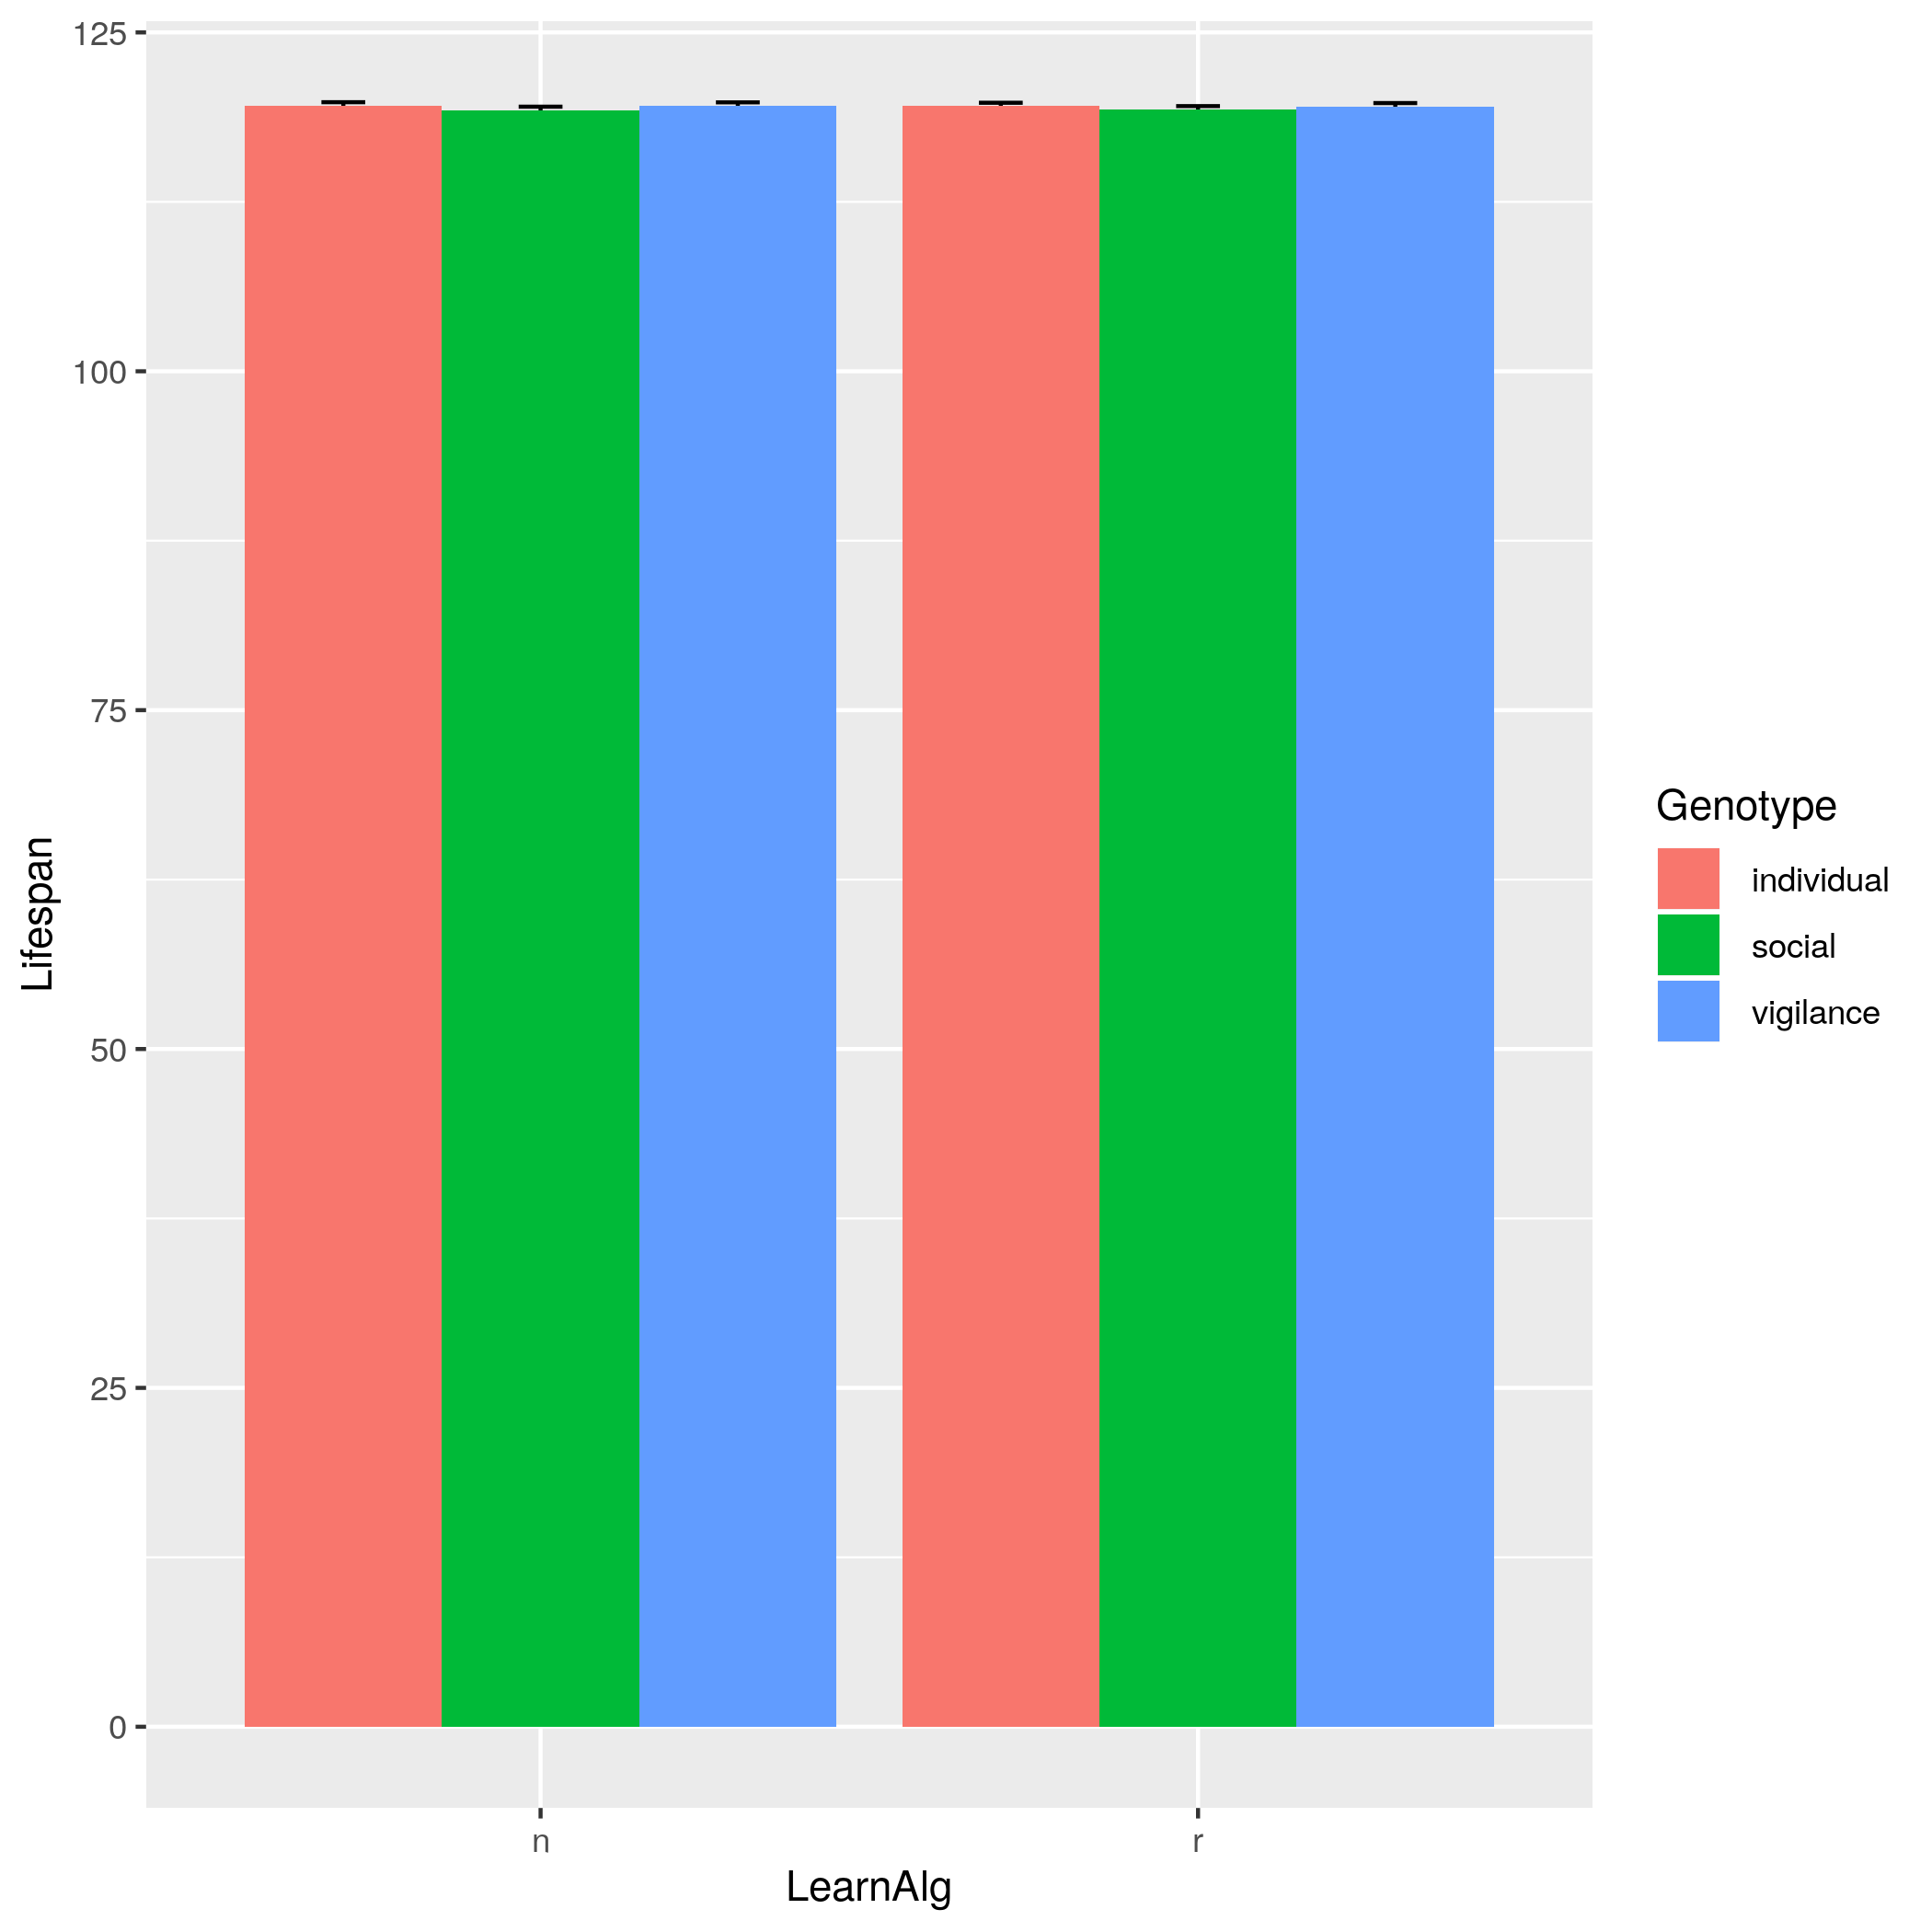 125
100
75
50
25
0
Lifespan
n
r
LearnAlg
Genotype
individual
social
vigilance